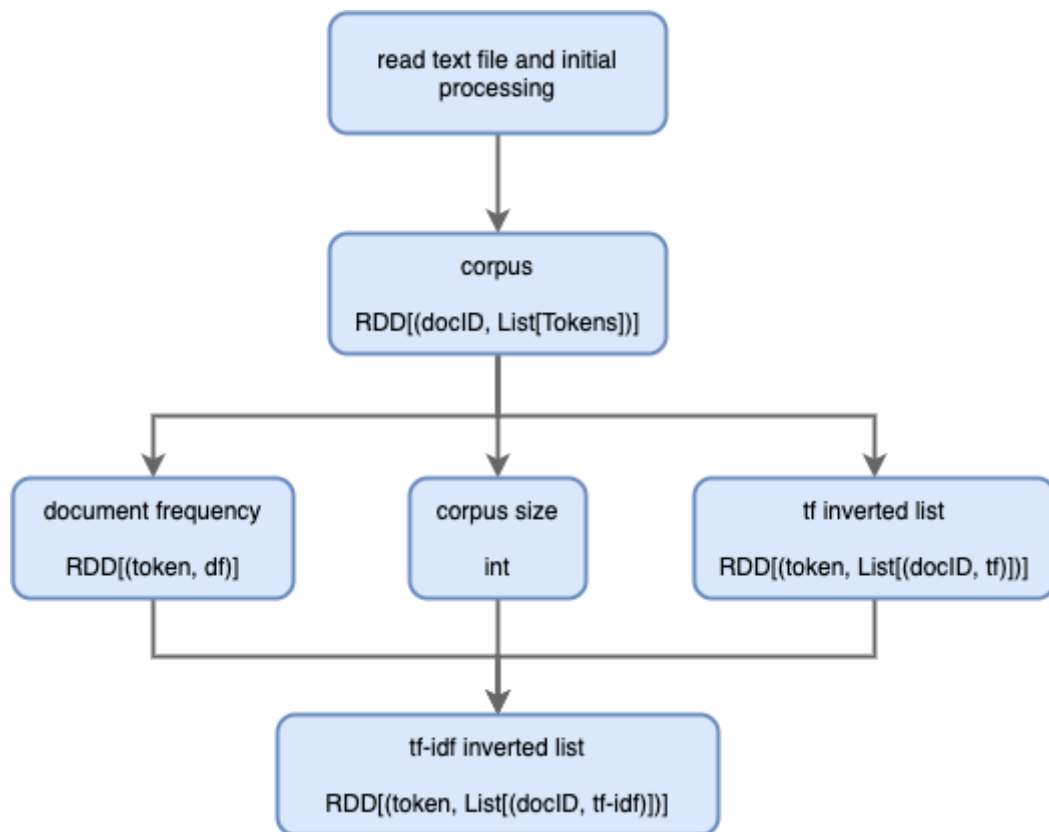 read text file and initial
processing
corpus
RDD[(docID, List[Tokens])]
document frequency
RDD[(token, df)]
corpus size
int
tf inverted list
RDD[(token, List[(docID, tf)])]
tf-idf inverted list
RDD[(token, List[(docID, tf-idf)])]